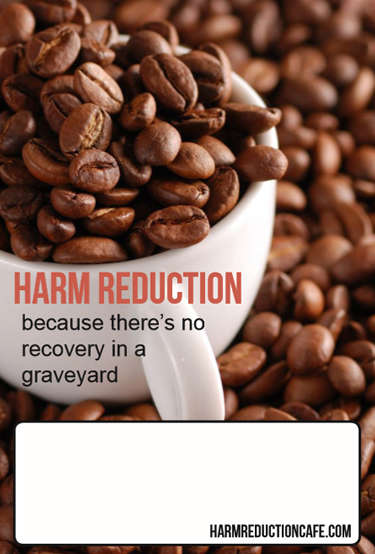 HARM REDUCTION
because there's no
recovery in a
graveyard
HARMREDUCTIONCAFE.COM